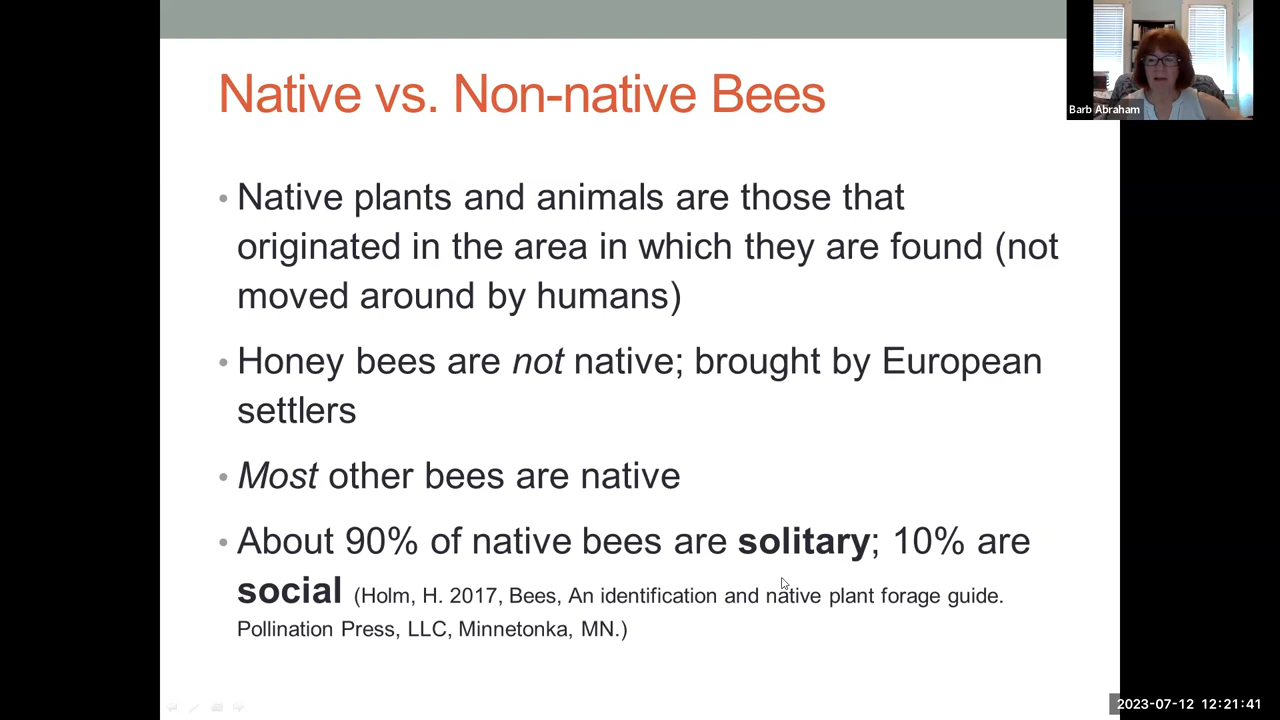 Native vs. Non-native Bees
Barb Abraham
• Native plants and animals are those that
originated in the area in which they are found (not
moved around by humans)
• Honey bees are not native; brought by European
settlers
• Most other bees are native
• About 90% of native bees are solitary; 10% are
social (Holm, H. 2017, Bees, An identification and native plant forage guide.
Pollination Press, LLC, Minnetonka, MN.)
2023-07-12 12:21:41